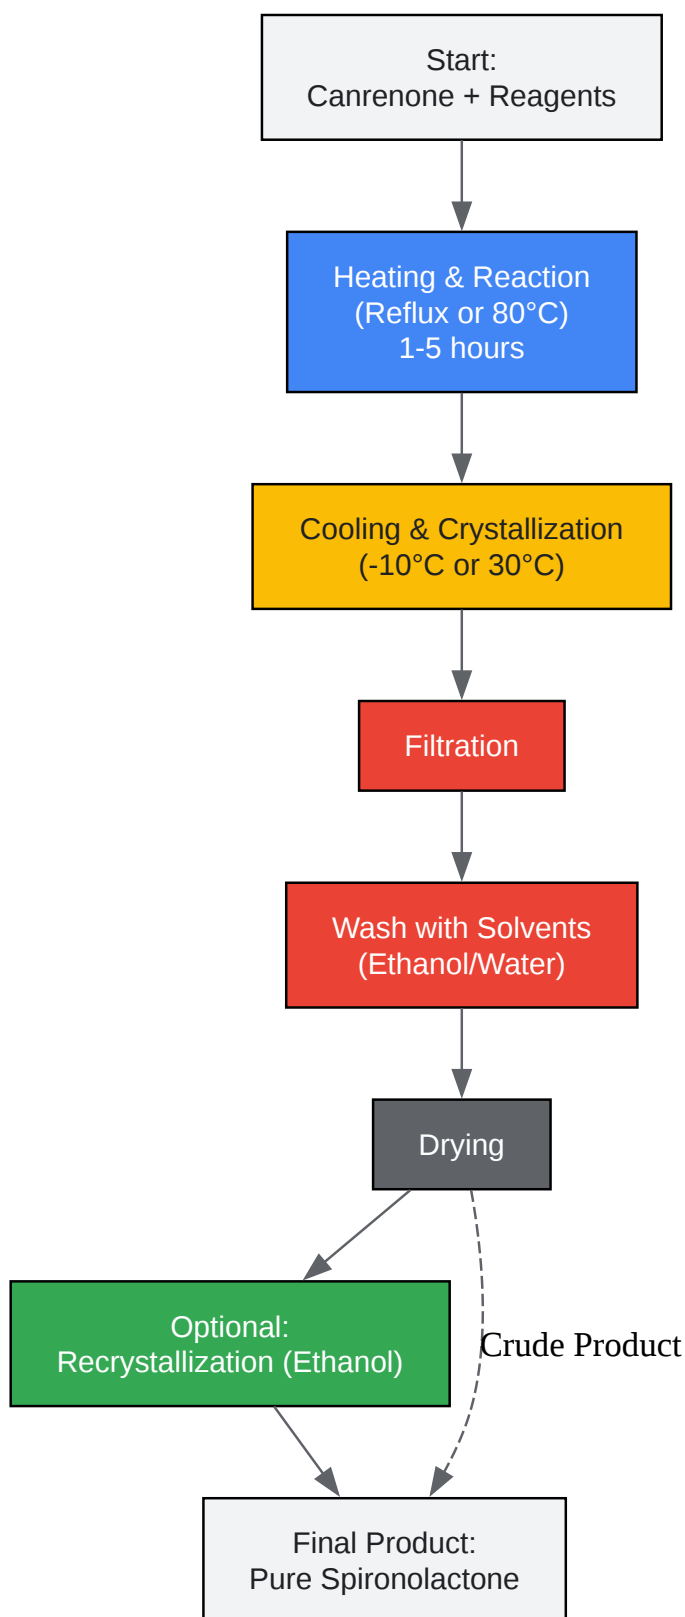 Start:
Canrenone + Reagents
Heating & Reaction
(Reflux or 80°C)
1-5 hours
Cooling & Crystallization
(-10°C or 30°C)
Filtration
Wash with Solvents
(Ethanol/Water)
Drying
Optional:
Recrystallization (Ethanol)
Crude Product
Final Product:
Pure Spironolactone